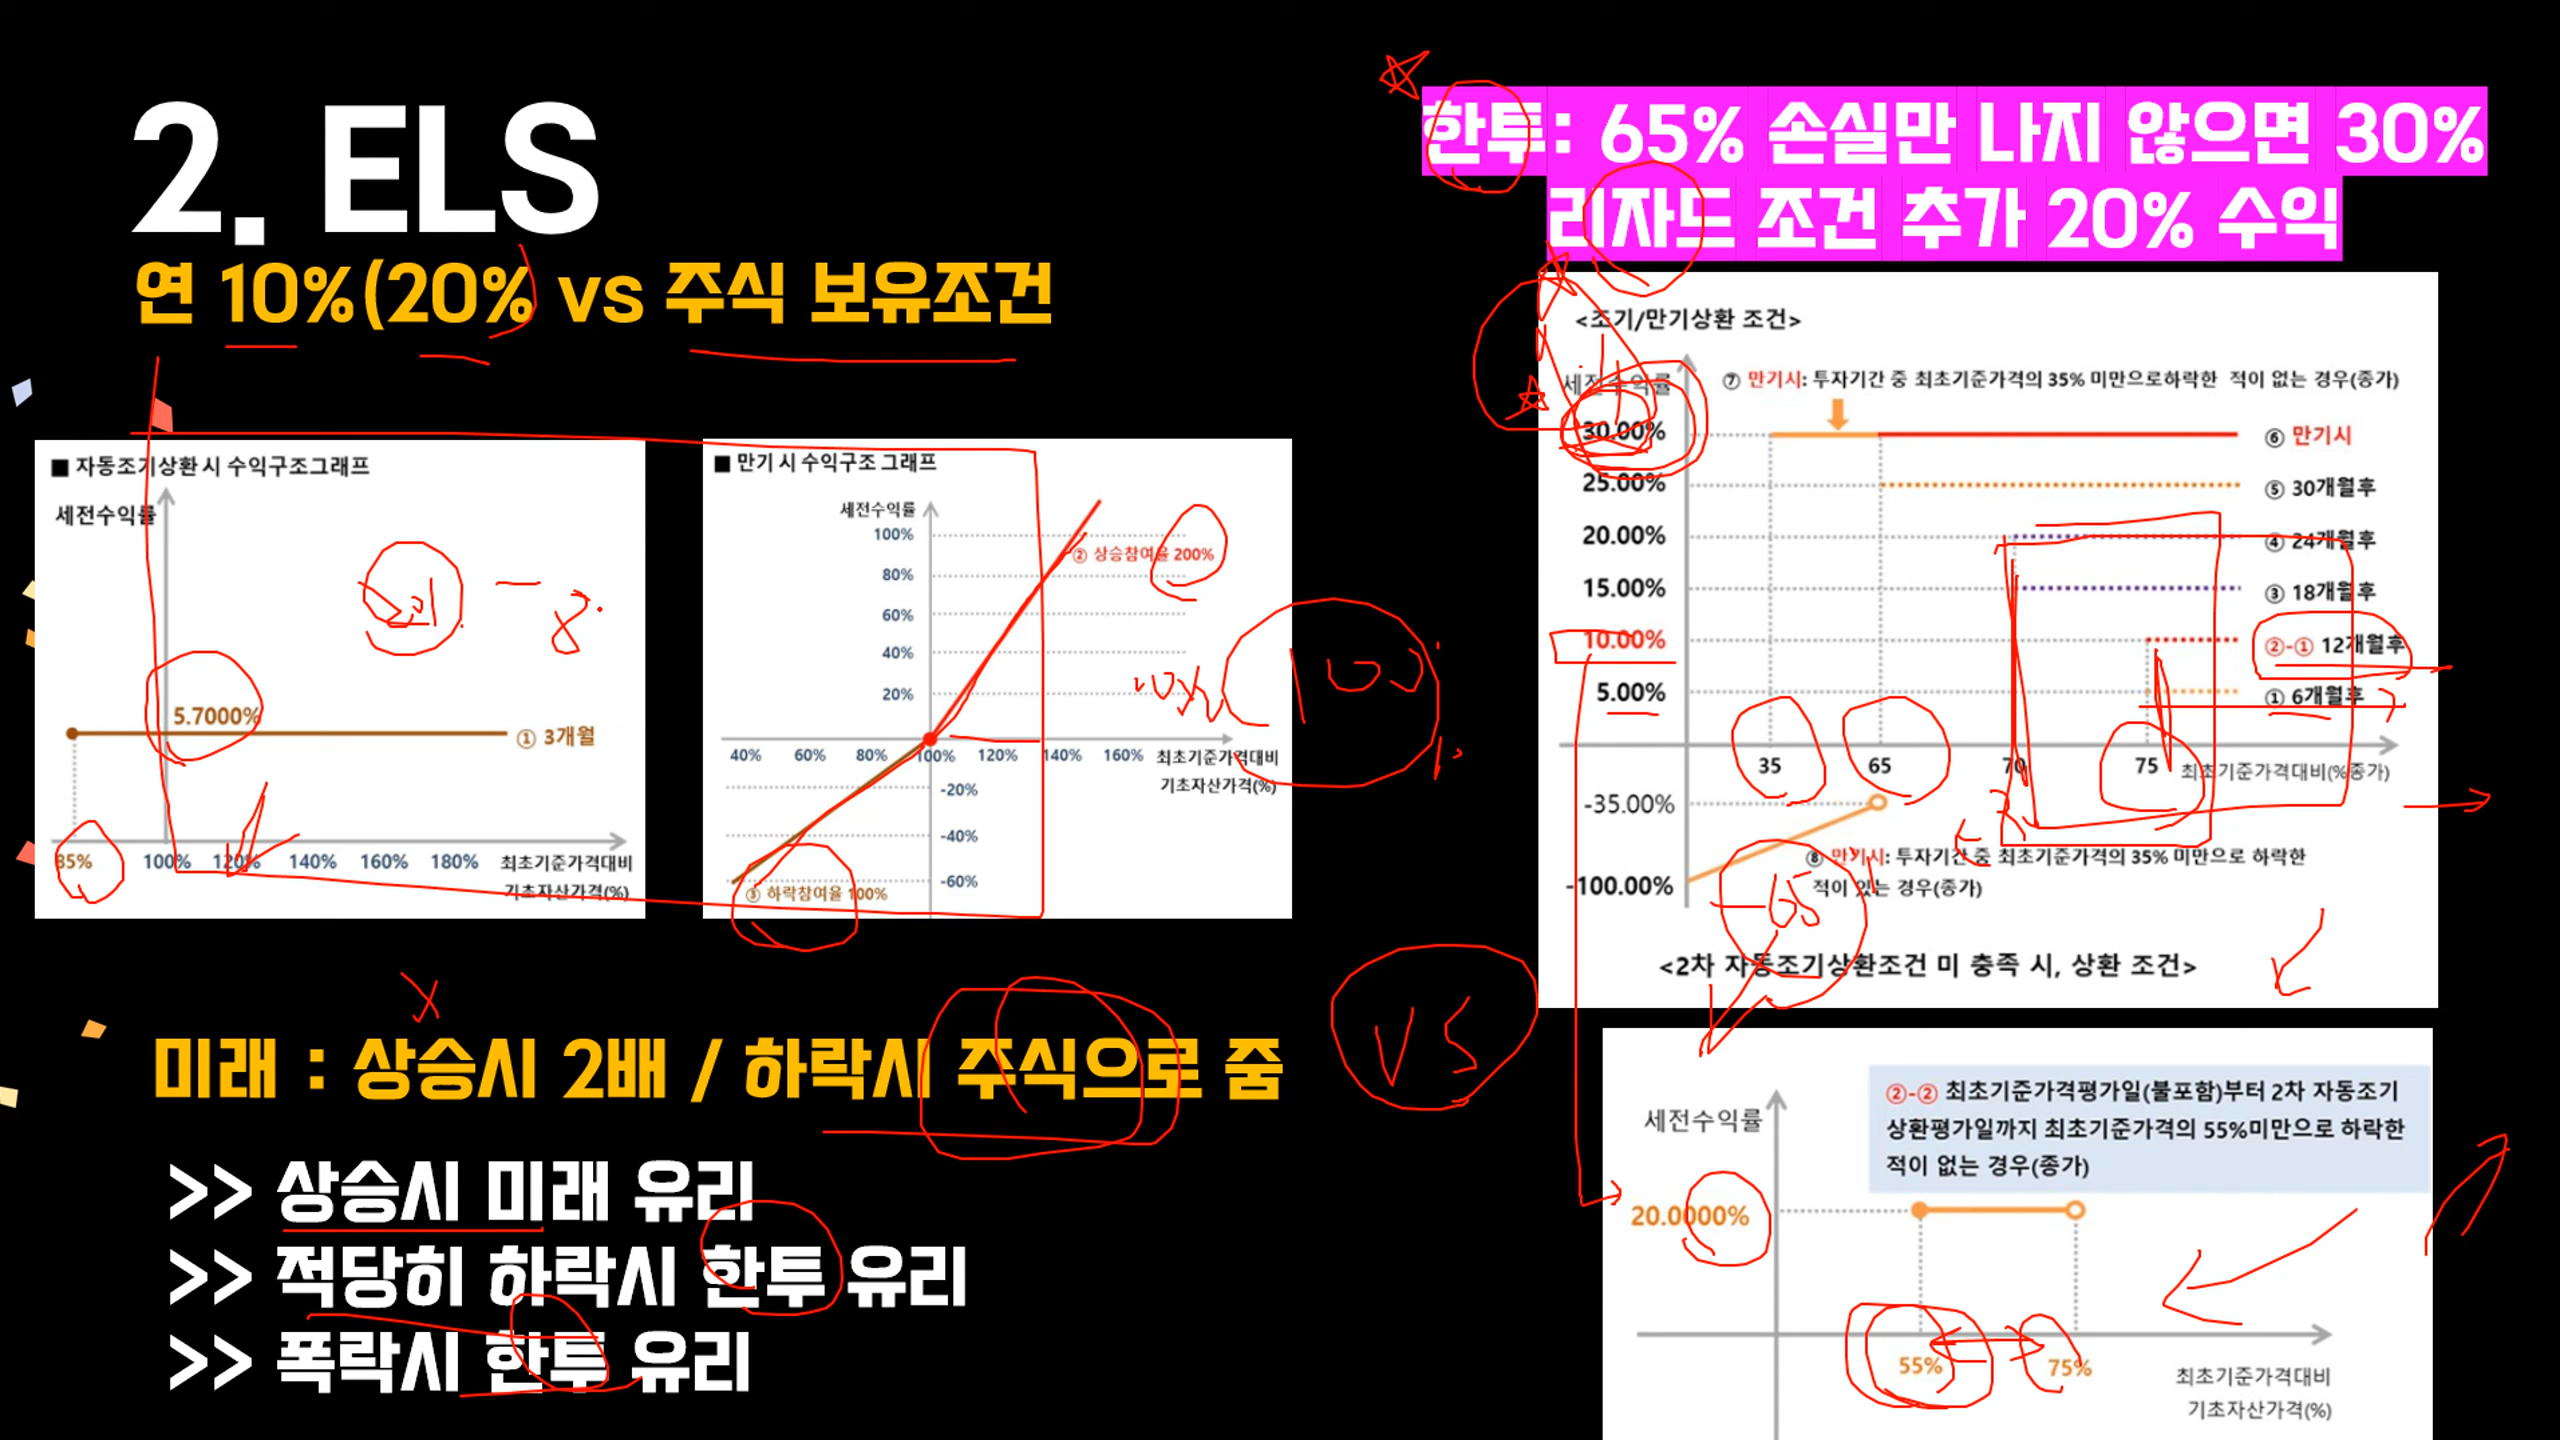 2. ELS
연 10%(20%) vs 주식 보유조건
■ 자동조기상환 시 수익구조그래프
세전수익률
5.7000%
① 3개월
85%
100%
120%
140%
160%
180%
최초기준가격대비
기초자산가격(%)
21 -8.
■ 만기 시 수익구조 그래프
세전수익률
100%
80%
60%
40%
20%
② 상승참여율 200%
40%
60%
80%
100%
120%
140%
160%
최초기준가격대비
기초자산가격(%)
-20%
-40%
-60%
③ 하락참여율 100%
100%
미래 : 상승시 2배 / 하락시 주식으로 줌
VS
>> 상승시 미래 유리
>> 적당히 하락시 한투 유리
>> 폭락시 한투 유리
한투: 65% 손실만 나지 않으면 30%
리자드 조건 추가 20% 수익
<조기/만기상환 조건>
세전수익률
⑦ 만기시: 투자기간 중 최초기준가격의 35% 미만으로하락한 적이 없는 경우(종가)
30.00%
⑥ 만기시
25.00%
⑤ 30개월후
20.00%
④ 24개월후
15.00%
③ 18개월후
10.00%
②-① 12개월후
5.00%
① 6개월후
35
65
70
75
최초기준가격대비(%종가)
-35.00%
⑧ 만기시: 투자기간 중 최초기준가격의 35% 미만으로 하락한
적이 있는 경우(종가)
-100.00%
-65
<2차 자동조기상환조건 미 충족 시, 상환 조건>
세전수익률
②-② 최초기준가격평가일(불포함)부터 2차 자동조기
상환평가일까지 최초기준가격의 55%미만으로 하락한
적이 없는 경우(종가)
20.0000%
55%
75%
최초기준가격대비
기초자산가격(%)